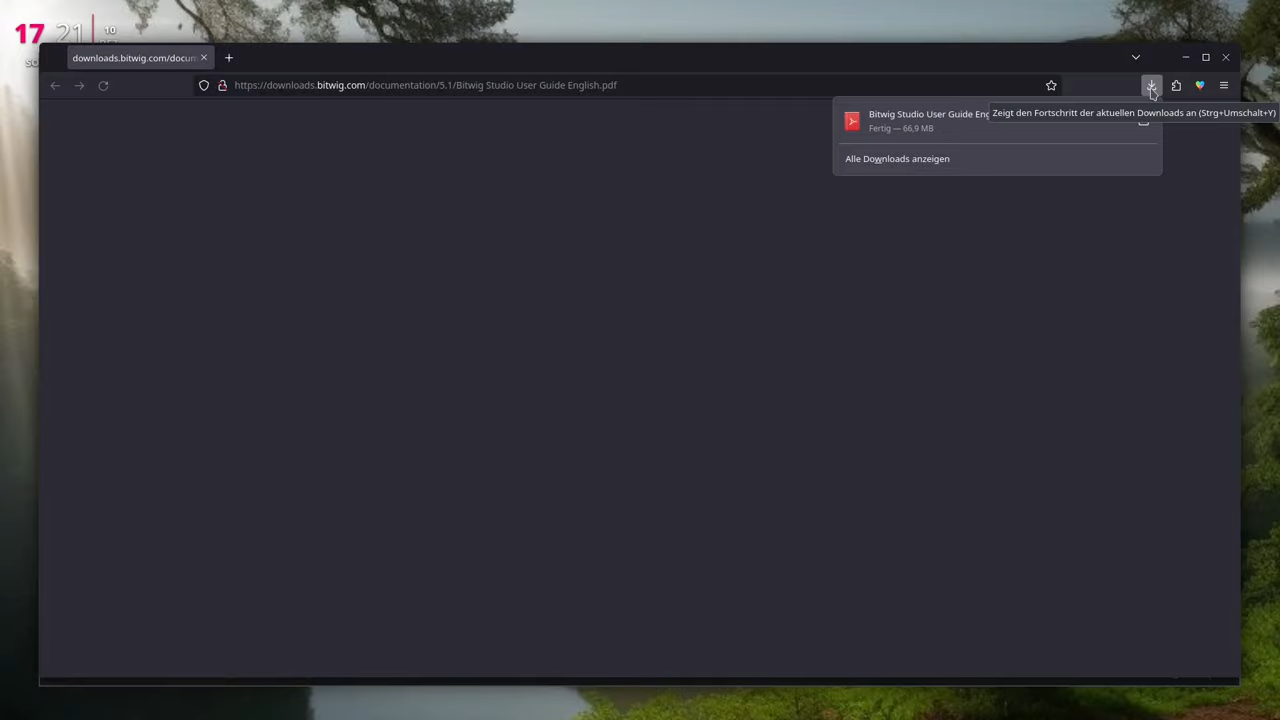 17 21 10
downloads.bitwig.com/docum
https://downloads.bitwig.com/documentation/5.1/Bitwig Studio User Guide English.pdf
Bitwig Studio User Guide Eng
Zeigt den Fortschritt der aktuellen Downloads an (Strg+Umschalt+Y)
Fertig — 66,9 MB
Alle Downloads anzeigen